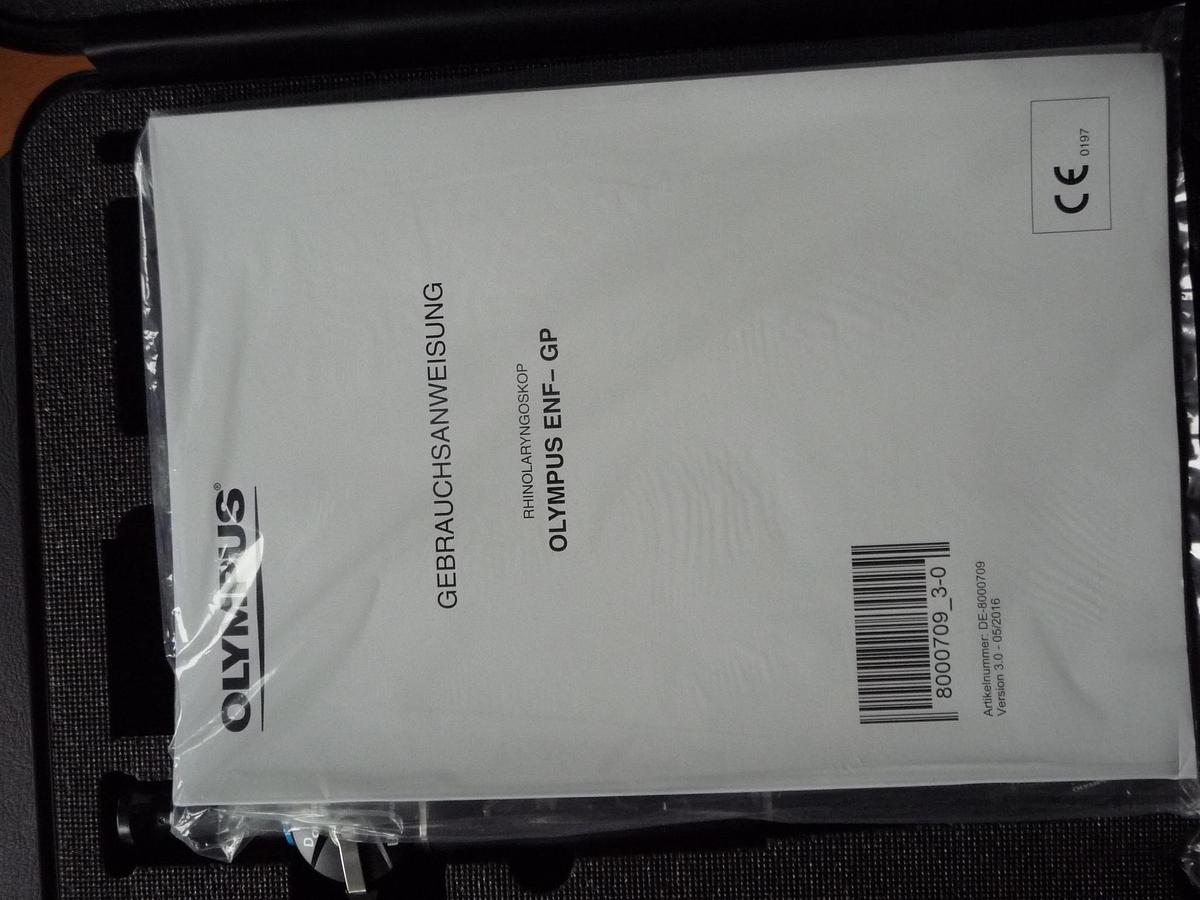 OLYMPUS®
GEBRAUCHSANWEISUNG
RHINOLARYNGOSKOP
OLYMPUS ENF– GP
8000709_3-0
Artikelnummer: DE-8000709
Version 3.0 - 05/2016
CE 0197
D